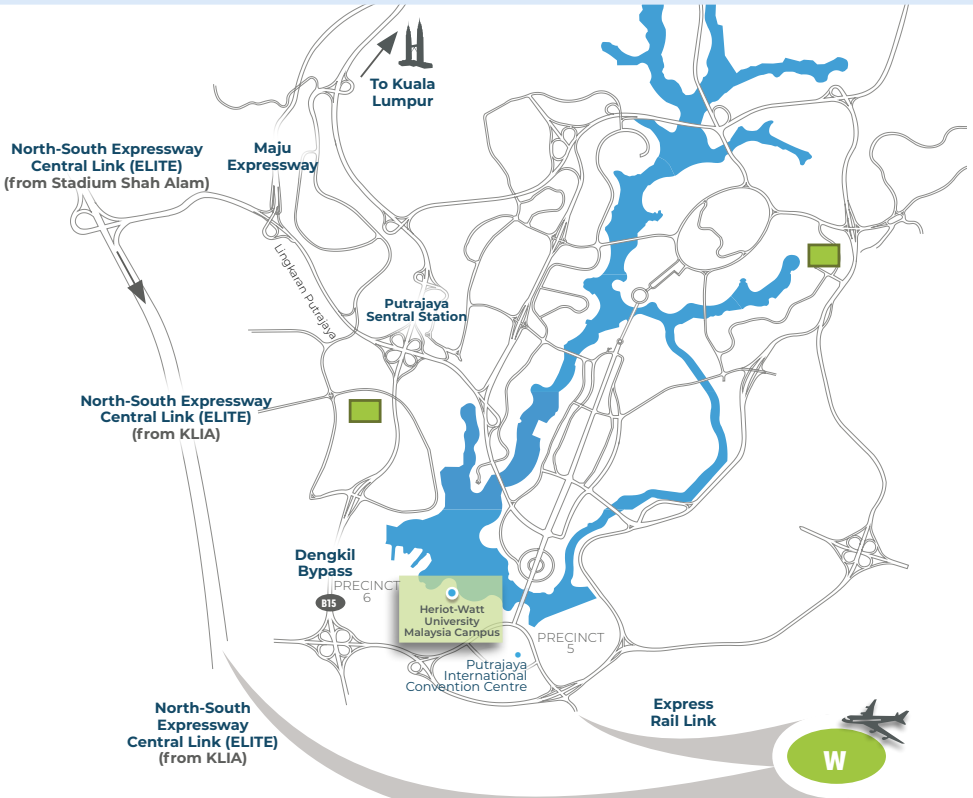 To Kuala
Lumpur
North-South Expressway
Central Link (ELITE)
(from Stadium Shah Alam)
Maju
Expressway
Lingkaran Putrajaya
Putrajaya
Sentral Station
North-South Expressway
Central Link (ELITE)
(from KLIA)
Dengkil
Bypass
PRECINCT
6
B15
Heriot-Watt
University
Malaysia Campus
PRECINCT
5
Putrajaya
International
Convention Centre
North-South
Expressway
Central Link (ELITE)
(from KLIA)
Express
Rail Link
W